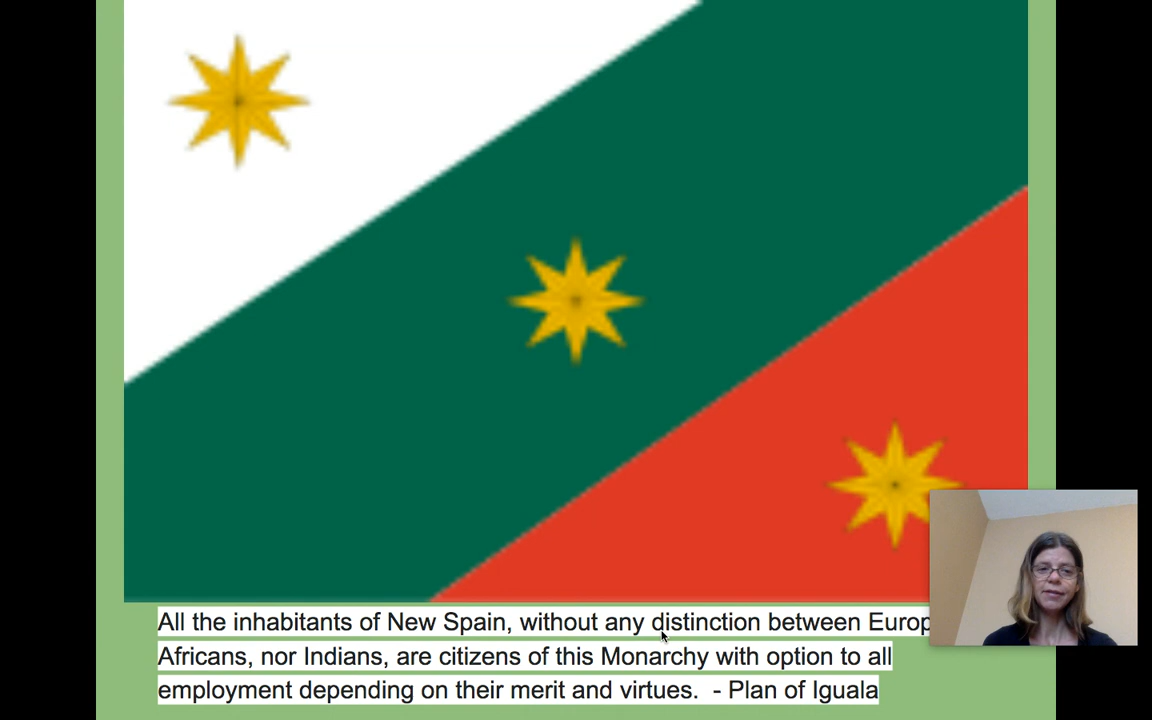 All the inhabitants of New Spain, without any distinction between
Africans, nor Indians, are citizens of this Monarchy with option to all
employment depending on their merit and virtues.  - Plan of Iguala